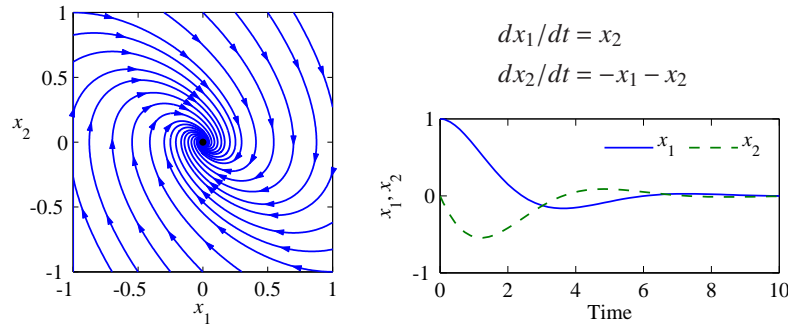 1
0.5
x2
0
-0.5
-1
-1 -0.5 0 0.5 1
x1
dx1/dt = x2
dx2/dt = −x1 − x2
1
x1 x2
x1, x2
0
-1
0 2 4 6 8 10
Time